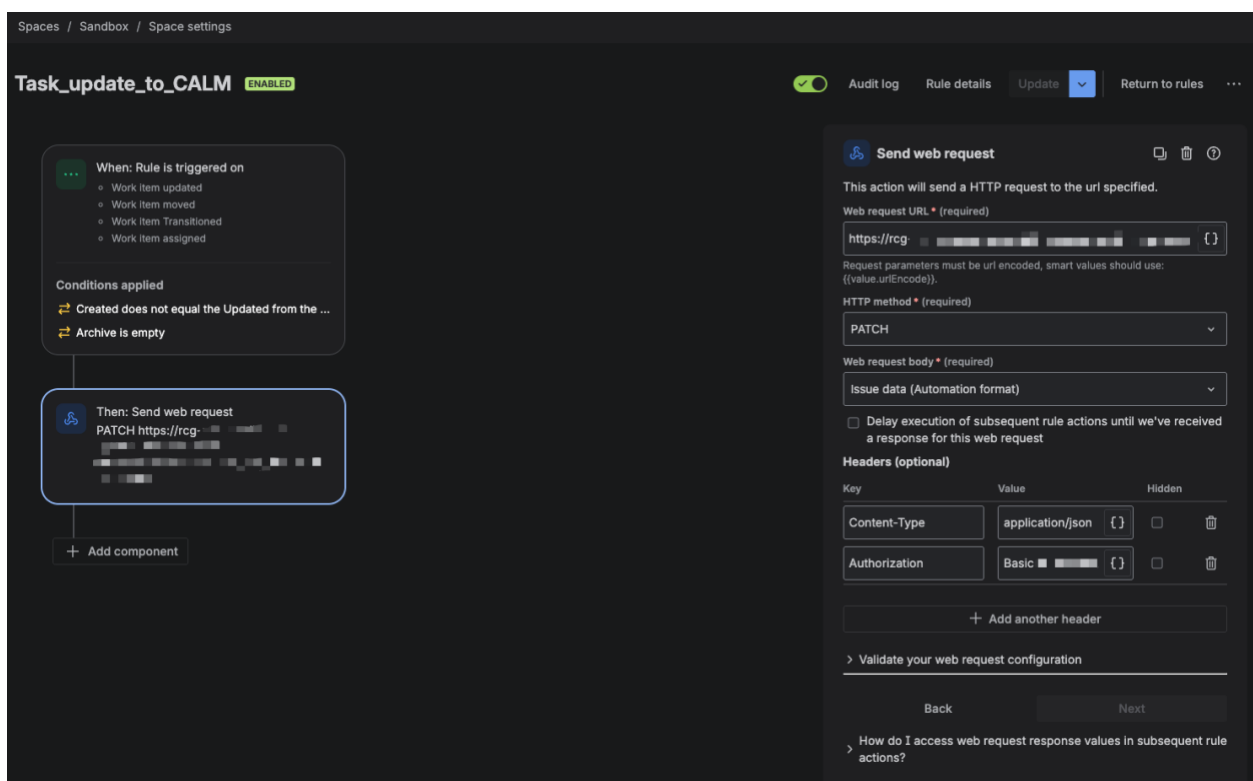 Spaces / Sandbox / Space settings
Task_update_to_CALM ENABLED
Audit log Rule details Update Return to rules
When: Rule is triggered on
Work item updated
Work item moved
Work item Transitioned
Work item assigned
Conditions applied
Created does not equal the Updated from the ...
Archive is empty
Then: Send web request
PATCH https://rcg-
+ Add component
Send web request
This action will send a HTTP request to the url specified.
Web request URL * (required)
https://rcg- {}
Request parameters must be url encoded, smart values should use:
{{value.urlEncode}}.
HTTP method * (required)
PATCH
Web request body * (required)
Issue data (Automation format)
Delay execution of subsequent rule actions until we've received
a response for this web request
Headers (optional)
Key Value Hidden
Content-Type application/json {}
Authorization Basic {}
+ Add another header
Validate your web request configuration
Back Next
How do I access web request response values in subsequent rule
actions?